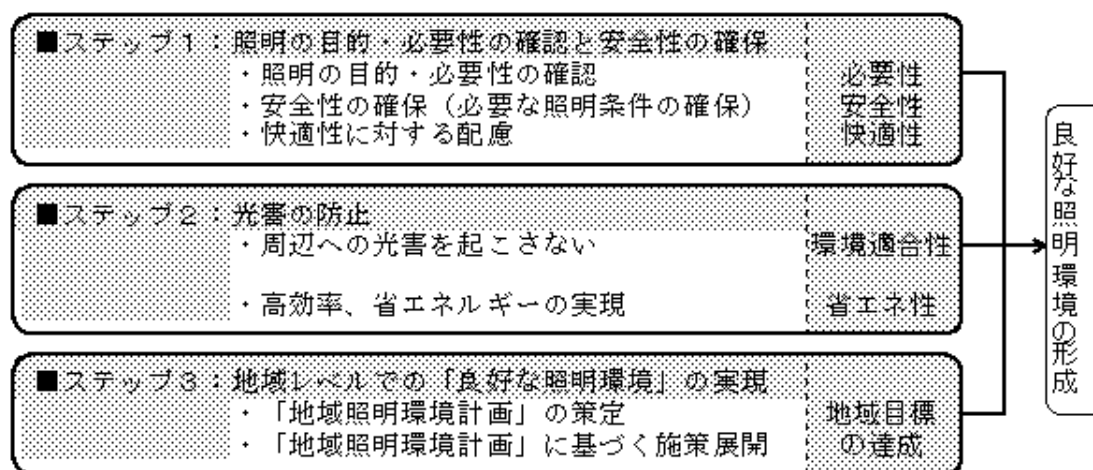 ■ステップ1：照明の目的・必要性の確認と安全性の確保
・照明の目的・必要性の確認
・安全性の確保（必要な照明条件の確保）
・快適性に対する配慮
必要性
安全性
快適性
■ステップ2：光害の防止
・周辺への光害を起こさない
環境適合性
・高効率、省エネルギーの実現
省エネ性
■ステップ3：地域レベルでの「良好な照明環境」の実現
・「地域照明環境計画」の策定
・「地域照明環境計画」に基づく施策展開
地域目標
の達成
良好な照明環境の形成